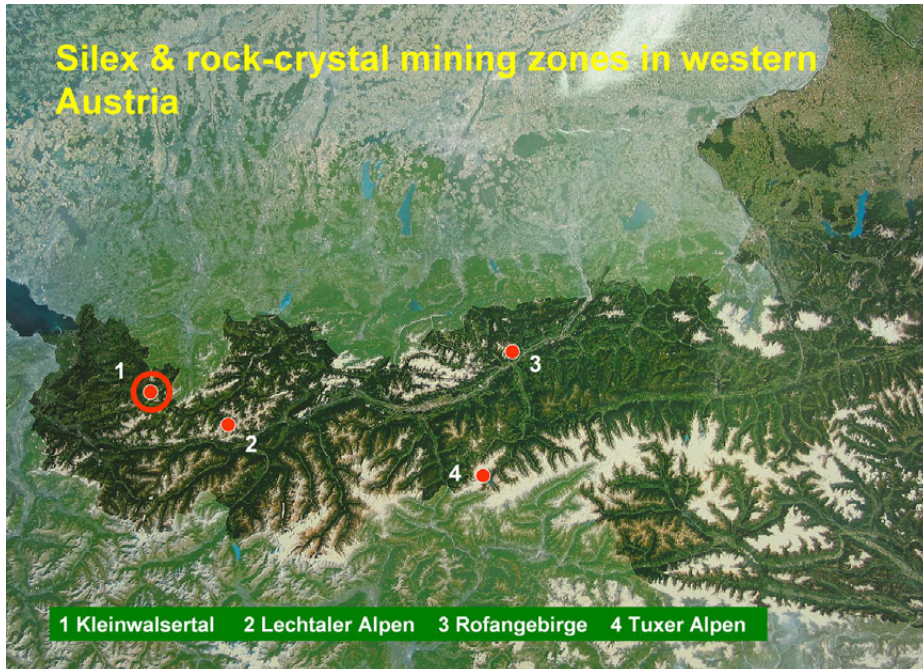 Silex & rock-crystal mining zones in western
Austria
1
2
3
4
1 Kleinwalsertal 2 Lechtaler Alpen 3 Rofangebirge 4 Tuxer Alpen